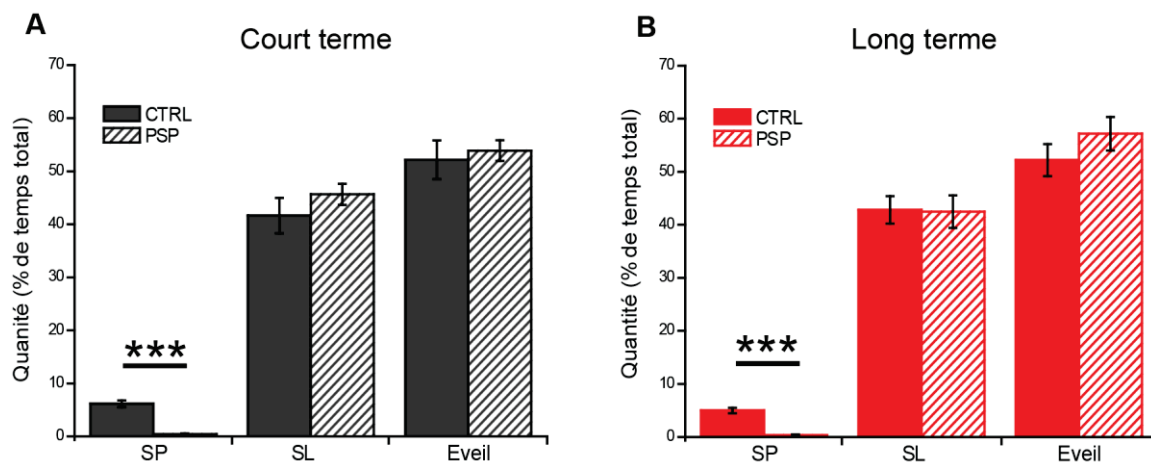 A
Court terme
Quanité (% de temps total)
70
60
50
40
30
20
10
0
CTRL
PSP
***
SP
SL
Eveil
B
Long terme
Quantité (% de temps total)
70
60
50
40
30
20
10
0
CTRL
PSP
***
SP
SL
Eveil